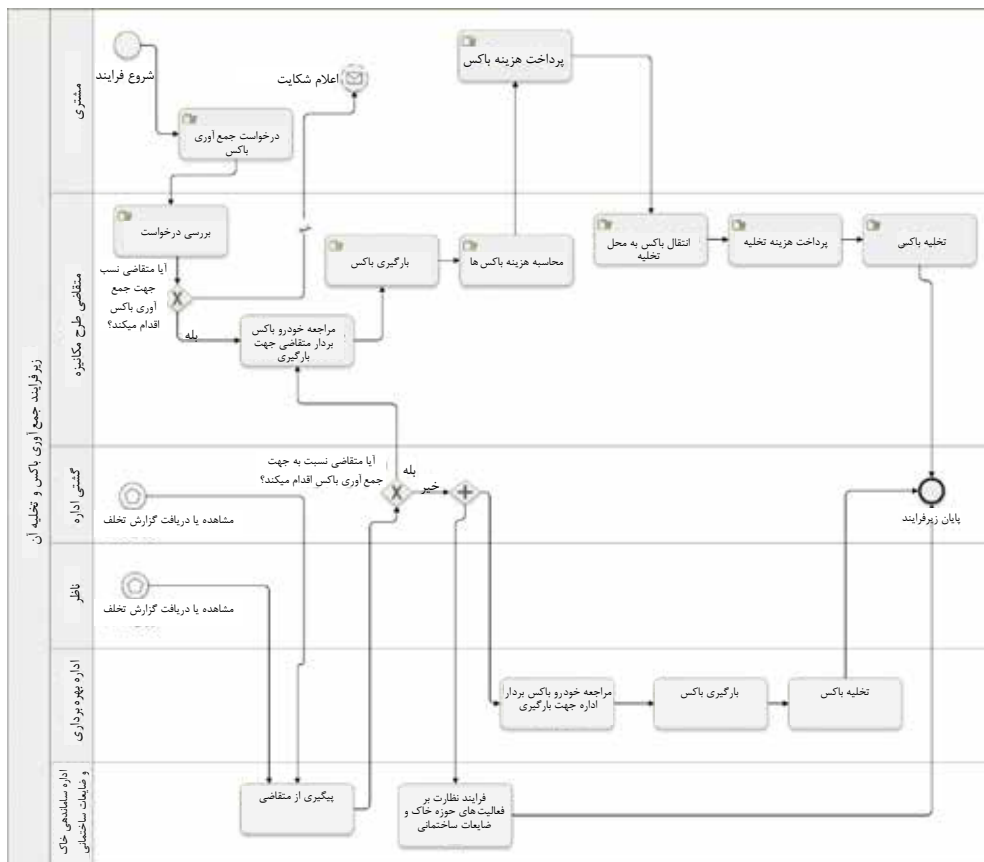 زیرفرایند جمع آوری باکس و تخلیه آن
مشتری
شروع فرایند
درخواست جمع آوری
باکس
اعلام شکایت
پرداخت هزینه باکس
متقاضی طرح مکانیزه
بررسی درخواست
آیا متقاضی نسب
جهت جمع
آوری باکس
اقدام میکند؟
بله
مراجعه خودرو باکس
بردار متقاضی جهت
بارگیری
بارگیری باکس
محاسبه هزینه باکس‌ها
انتقال باکس به محل
تخلیه
پرداخت هزینه تخلیه
تخلیه باکس
گشتی اداره
مشاهده یا دریافت گزارش تخلف
آیا متقاضی نسبت به جهت
جمع آوری باکس اقدام میکند؟
بله
خیر
پایان زیرفرایند
ناظر
مشاهده یا دریافت گزارش تخلف
اداره بهره برداری
مراجعه خودرو باکس بردار
اداره جهت بارگیری
بارگیری باکس
تخلیه باکس
اداره ساماندهی خاک
و ضایعات ساختمانی
پیگیری از متقاضی
فرایند نظارت بر
فعالیت‌های حوزه خاک و
ضایعات ساختمانی